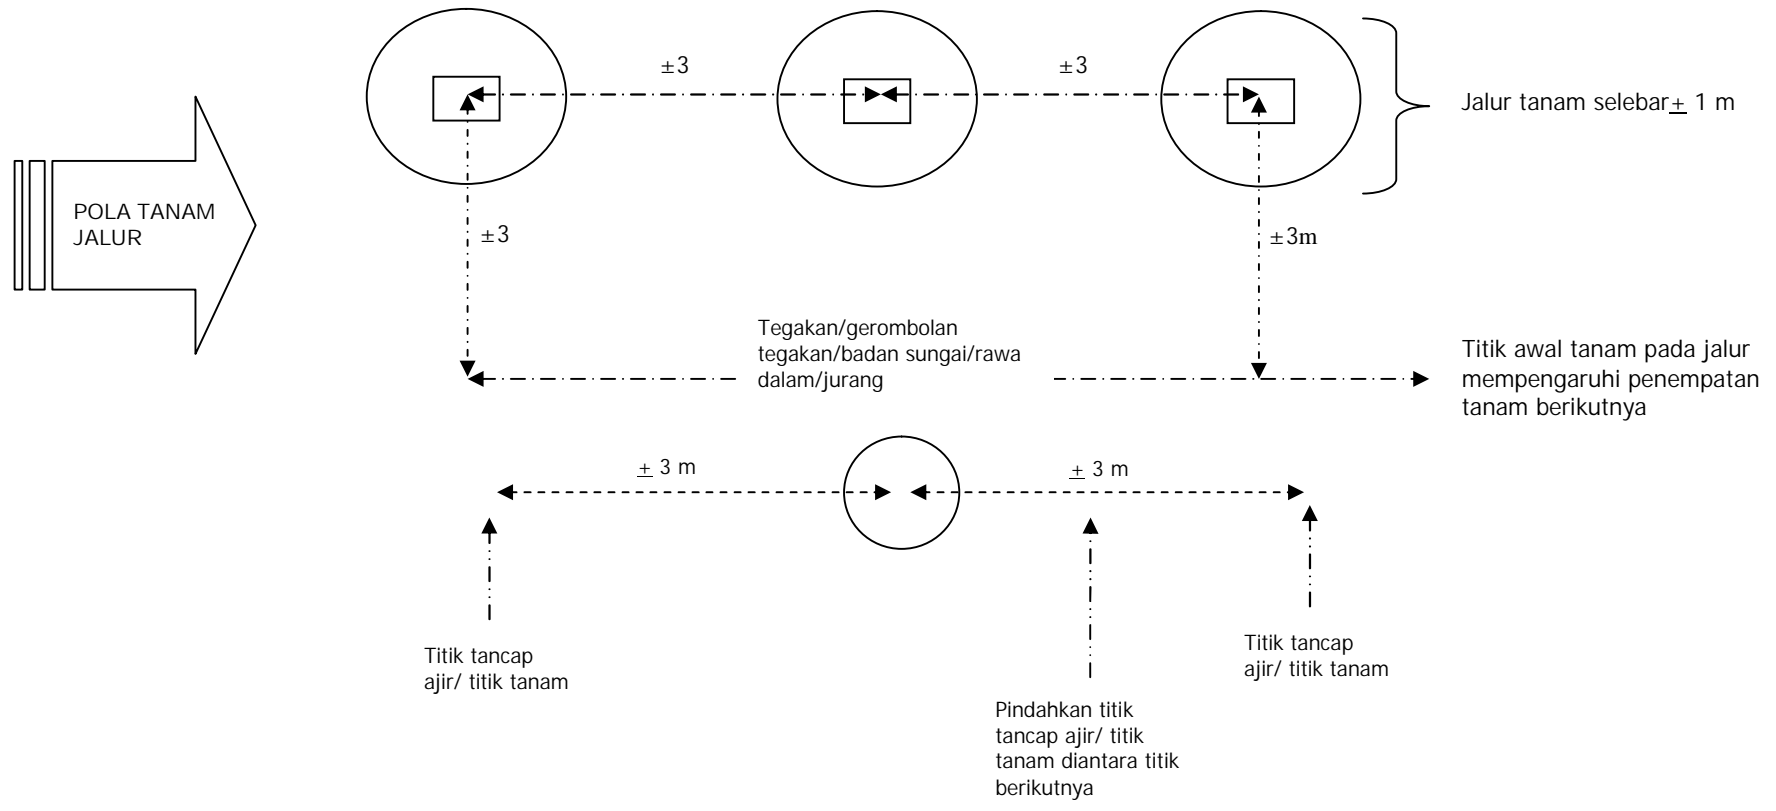 ±3
±3
Jalur tanam selebar± 1 m
POLA TANAM
JALUR
±3
±3m
Tegakan/gerombolan
tegakan/badan sungai/rawa
dalam/jurang
Titik awal tanam pada jalur
mempengaruhi penempatan
tanam berikutnya
± 3 m
± 3 m
Titik tancap
ajir/ titik tanam
Titik tancap
ajir/ titik tanam
Pindahkan titik
tancap ajir/ titik
tanam diantara titik
berikutnya